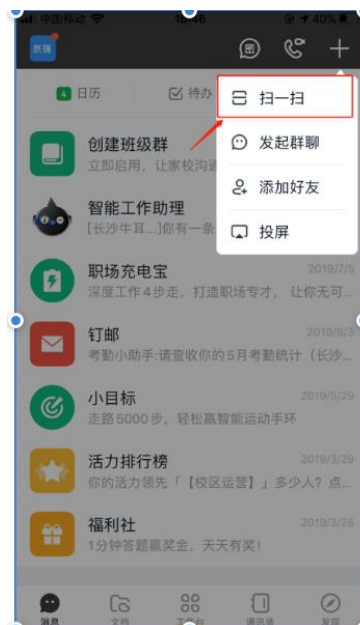 中国移动
16:46
40%
京强
密
4 日历
待办
扫一扫
发起群聊
添加好友
投屏
创建班级群
立即启用，让家校沟通
智能工作助理
[长沙牛耳...]你有一条
职场充电宝
2019/7/5
深度工作4步走，打造职场专才，让你无可...
钉邮
2019/6/3
考勤小助手:请查收你的5月考勤统计（长沙...
小目标
2019/5/29
走路5000步，轻松赢智能运动手环
活力排行榜
2019/3/29
你的活力领先「【校区运营】」多少人？点...
福利社
2019/3/28
1分钟答题赢奖金，天天有奖！
消息
文档
工作台
通讯录
发现